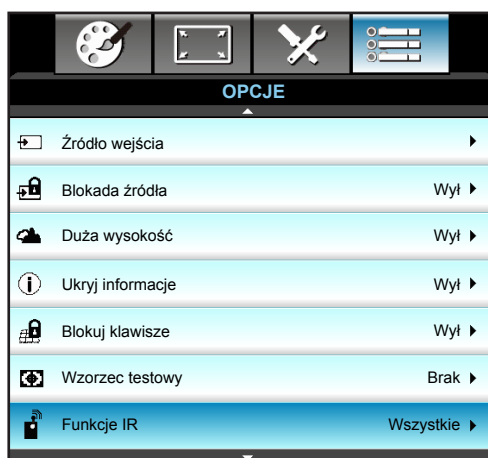 OPCJE
Źródło wejścia
Blokada źródła Wył
Duża wysokość Wył
Ukryj informacje Wył
Blokuj klawisze Wył
Wzorzec testowy Brak
Funkcje IR Wszystkie